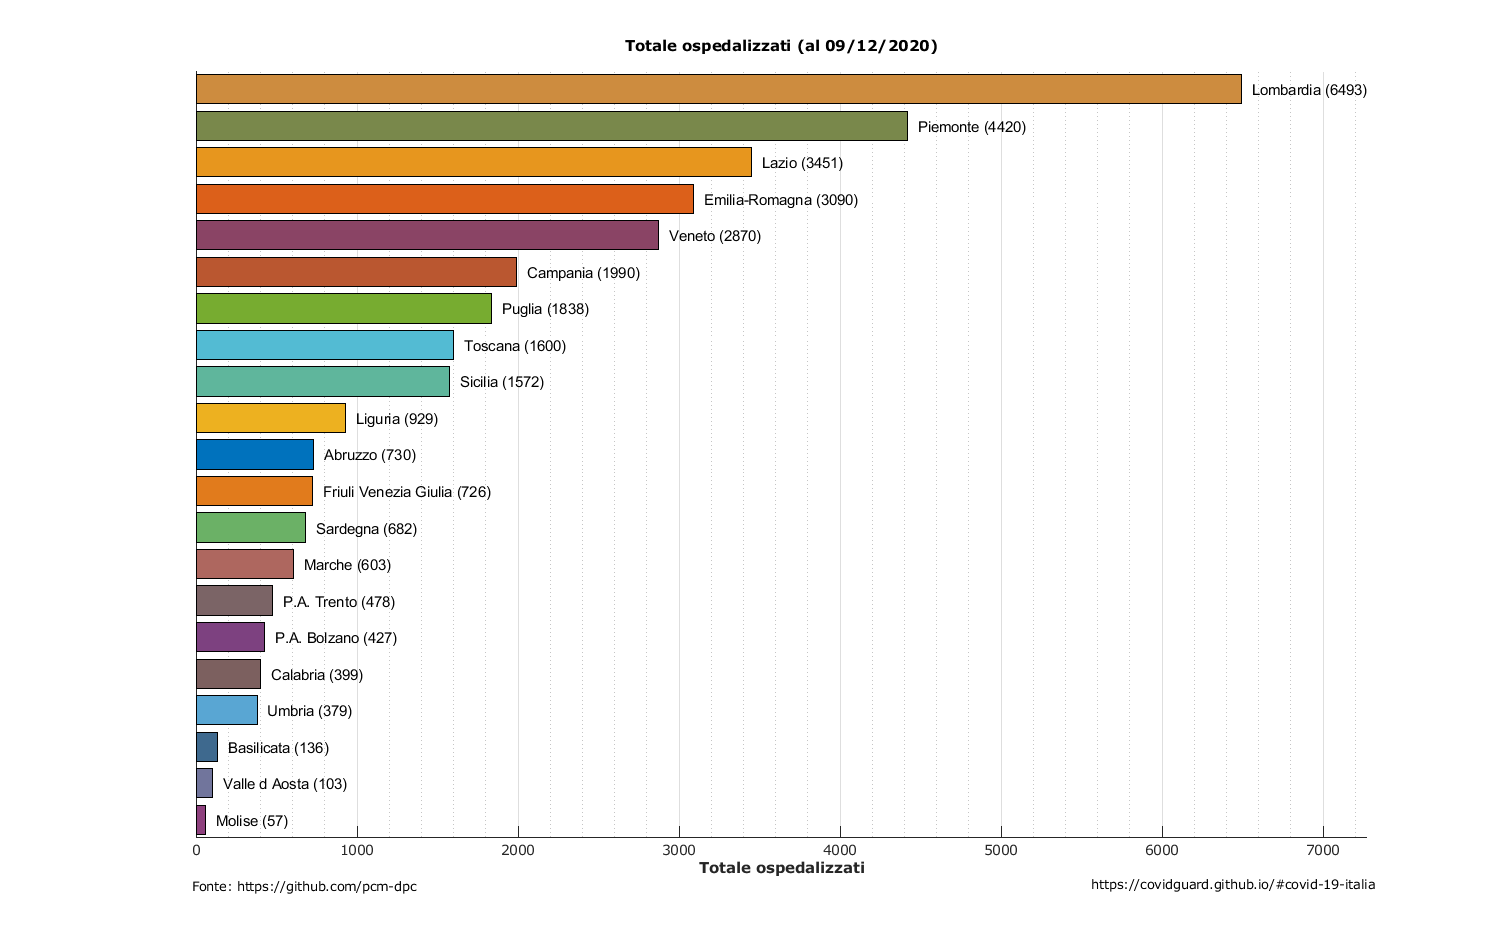 Totale ospedalizzati (al 09/12/2020)
Lombardia (6493)
Piemonte (4420)
Lazio (3451)
Emilia-Romagna (3090)
Veneto (2870)
Campania (1990)
Puglia (1838)
Toscana (1600)
Sicilia (1572)
Liguria (929)
Abruzzo (730)
Friuli Venezia Giulia (726)
Sardegna (682)
Marche (603)
P.A. Trento (478)
P.A. Bolzano (427)
Calabria (399)
Umbria (379)
Basilicata (136)
Valle d Aosta (103)
Molise (57)
0 1000 2000 3000 4000 5000 6000 7000
Totale ospedalizzati
Fonte: https://github.com/pcm-dpc
https://covidguard.github.io/#covid-19-italia